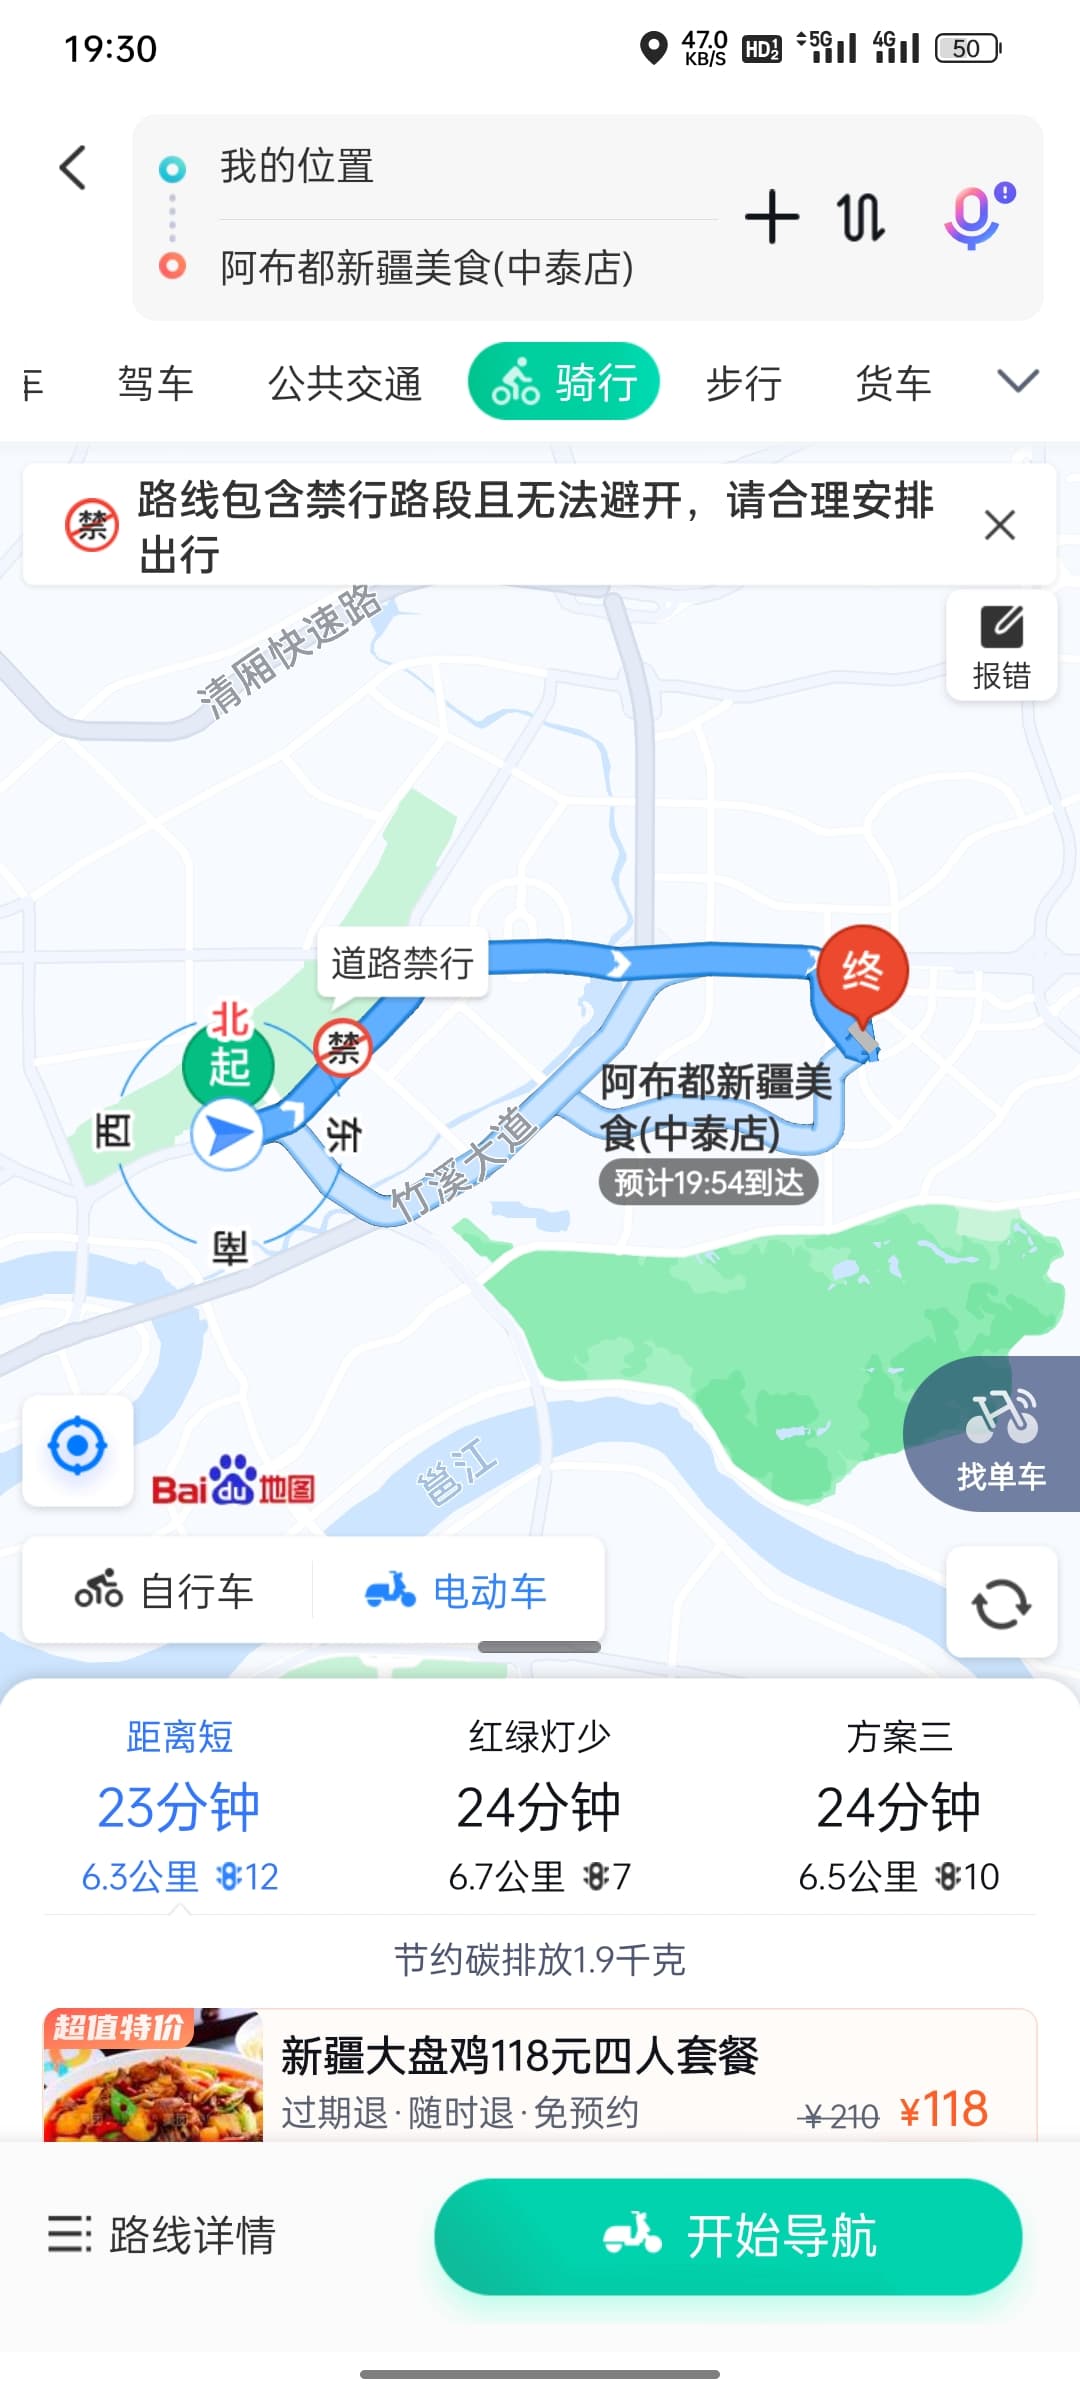 19:30
47.0
KB/S
HD 1 2
5G
4G
50
我的位置
阿布都新疆美食(中泰店)
驾车
公共交通
骑行
步行
货车
禁
路线包含禁行路段且无法避开，请合理安排
出行
报错
清厢快速路
道路禁行
终
北
起
禁
西
东
南
阿布都新疆美
食(中泰店)
预计19:54到达
竹溪大道
邕江
找单车
Bai du 地图
自行车
电动车
距离短
红绿灯少
方案三
23分钟
24分钟
24分钟
6.3公里 12
6.7公里 7
6.5公里 10
节约碳排放1.9千克
超值特价
新疆大盘鸡118元四人套餐
过期退·随时退·免预约
¥210 ¥118
路线详情
开始导航